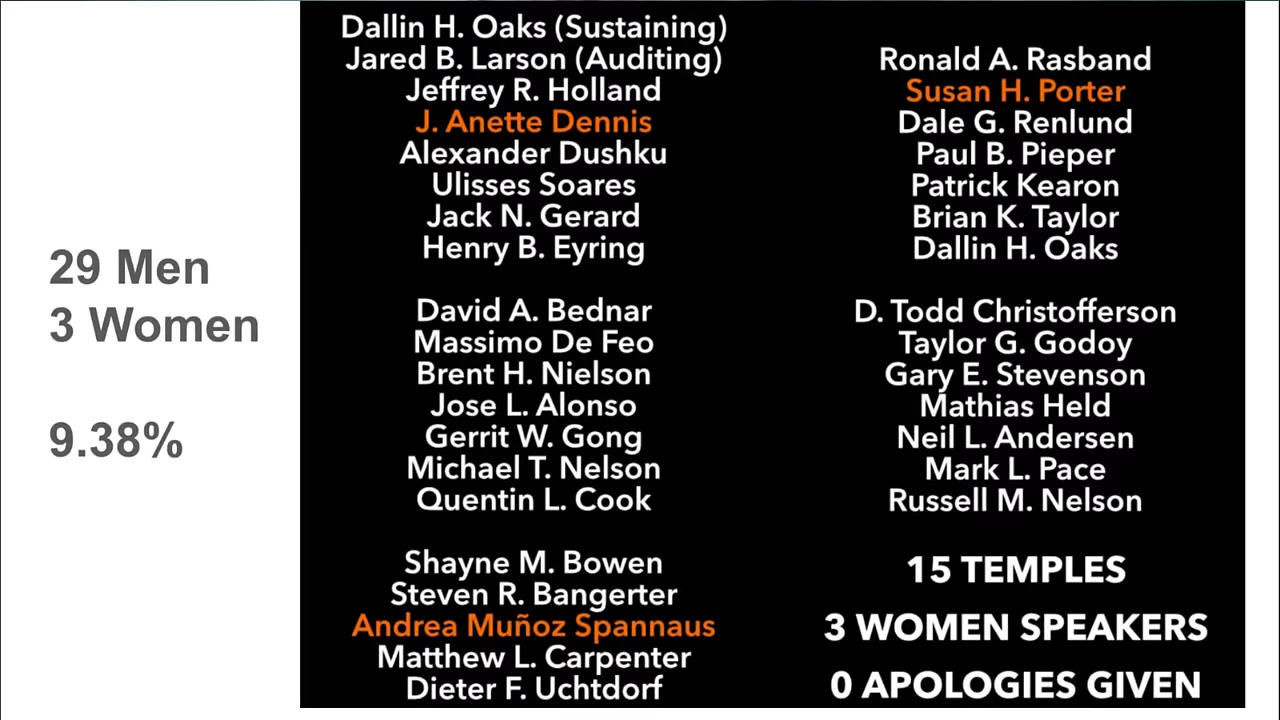 29 Men
3 Women
9.38%
Dallin H. Oaks (Sustaining)
Jared B. Larson (Auditing)
Jeffrey R. Holland
J. Anette Dennis
Alexander Dushku
Ulisses Soares
Jack N. Gerard
Henry B. Eyring
David A. Bednar
Massimo De Feo
Brent H. Nielson
Jose L. Alonso
Gerrit W. Gong
Michael T. Nelson
Quentin L. Cook
Shayne M. Bowen
Steven R. Bangerter
Andrea Muñoz Spannaus
Matthew L. Carpenter
Dieter F. Uchtdorf
Ronald A. Rasband
Susan H. Porter
Dale G. Renlund
Paul B. Pieper
Patrick Kearon
Brian K. Taylor
Dallin H. Oaks
D. Todd Christofferson
Taylor G. Godoy
Gary E. Stevenson
Mathias Held
Neil L. Andersen
Mark L. Pace
Russell M. Nelson
15 TEMPLES
3 WOMEN SPEAKERS
0 APOLOGIES GIVEN